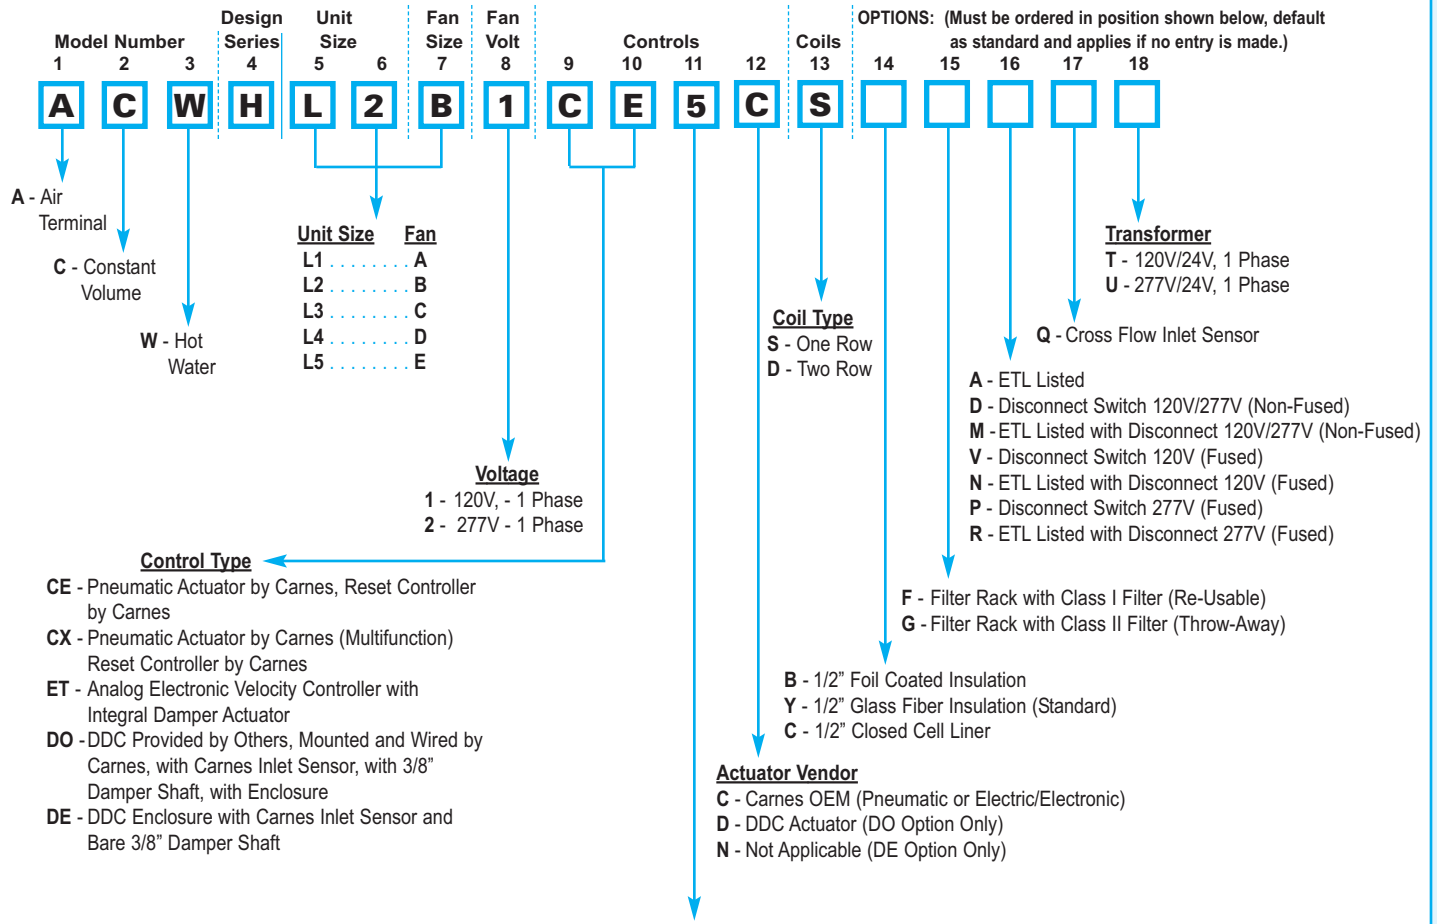 Design Unit Fan Fan OPTIONS: (Must be ordered in position shown below, default
Model Number Series Size Size Volt Controls Coils as standard and applies if no entry is made.)
1 2 3 4 5 6 7 8 9 10 11 12 13 14 15 16 17 18
A C W H L 2 B 1 C E 5 C S
A - Air
Terminal
C - Constant
Volume
W - Hot
Water
Unit Size Fan
L1 . . . . . . . . A
L2 . . . . . . . . B
L3 . . . . . . . . C
L4 . . . . . . . . D
L5 . . . . . . . . E
Voltage
1 - 120V, - 1 Phase
2 - 277V - 1 Phase
Control Type
CE - Pneumatic Actuator by Carnes, Reset Controller
by Carnes
CX - Pneumatic Actuator by Carnes (Multifunction)
Reset Controller by Carnes
ET - Analog Electronic Velocity Controller with
Integral Damper Actuator
DO - DDC Provided by Others, Mounted and Wired by
Carnes, with Carnes Inlet Sensor, with 3/8”
Damper Shaft, with Enclosure
DE - DDC Enclosure with Carnes Inlet Sensor and
Bare 3/8” Damper Shaft
Coil Type
S - One Row
D - Two Row
Transformer
T - 120V/24V, 1 Phase
U - 277V/24V, 1 Phase
Q - Cross Flow Inlet Sensor
A - ETL Listed
D - Disconnect Switch 120V/277V (Non-Fused)
M - ETL Listed with Disconnect 120V/277V (Non-Fused)
V - Disconnect Switch 120V (Fused)
N - ETL Listed with Disconnect 120V (Fused)
P - Disconnect Switch 277V (Fused)
R - ETL Listed with Disconnect 277V (Fused)
F - Filter Rack with Class I Filter (Re-Usable)
G - Filter Rack with Class II Filter (Throw-Away)
B - 1/2” Foil Coated Insulation
Y - 1/2” Glass Fiber Insulation (Standard)
C - 1/2” Closed Cell Liner
Actuator Vendor
C - Carnes OEM (Pneumatic or Electric/Electronic)
D - DDC Actuator (DO Option Only)
N - Not Applicable (DE Option Only)